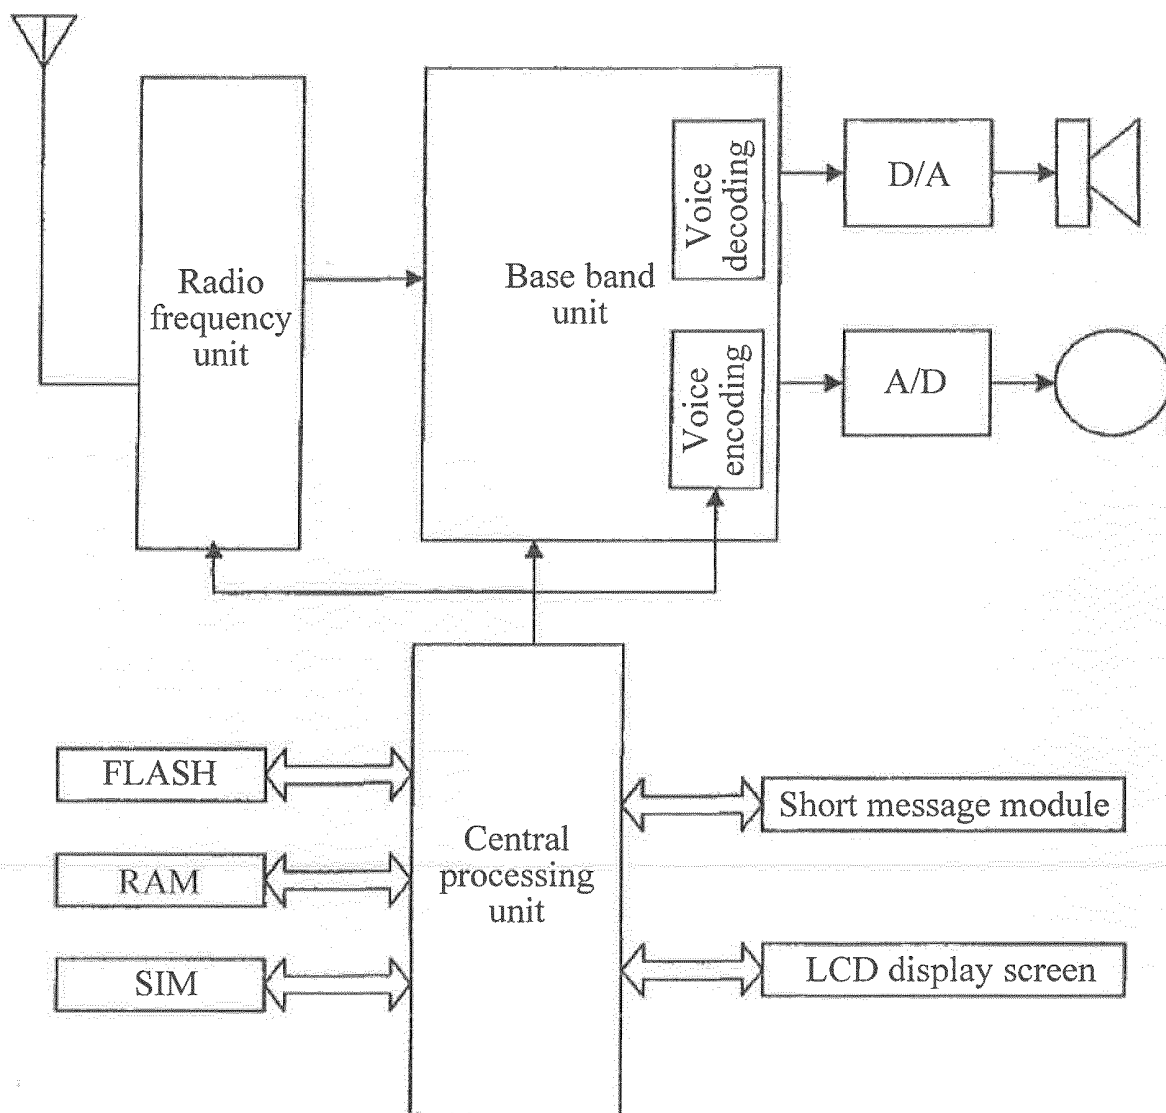 Radio
frequency
unit
Base band
unit
Voice
decoding
Voice
encoding
D/A
A/D
FLASH
RAM
SIM
Central
processing
unit
Short message module
LCD display screen